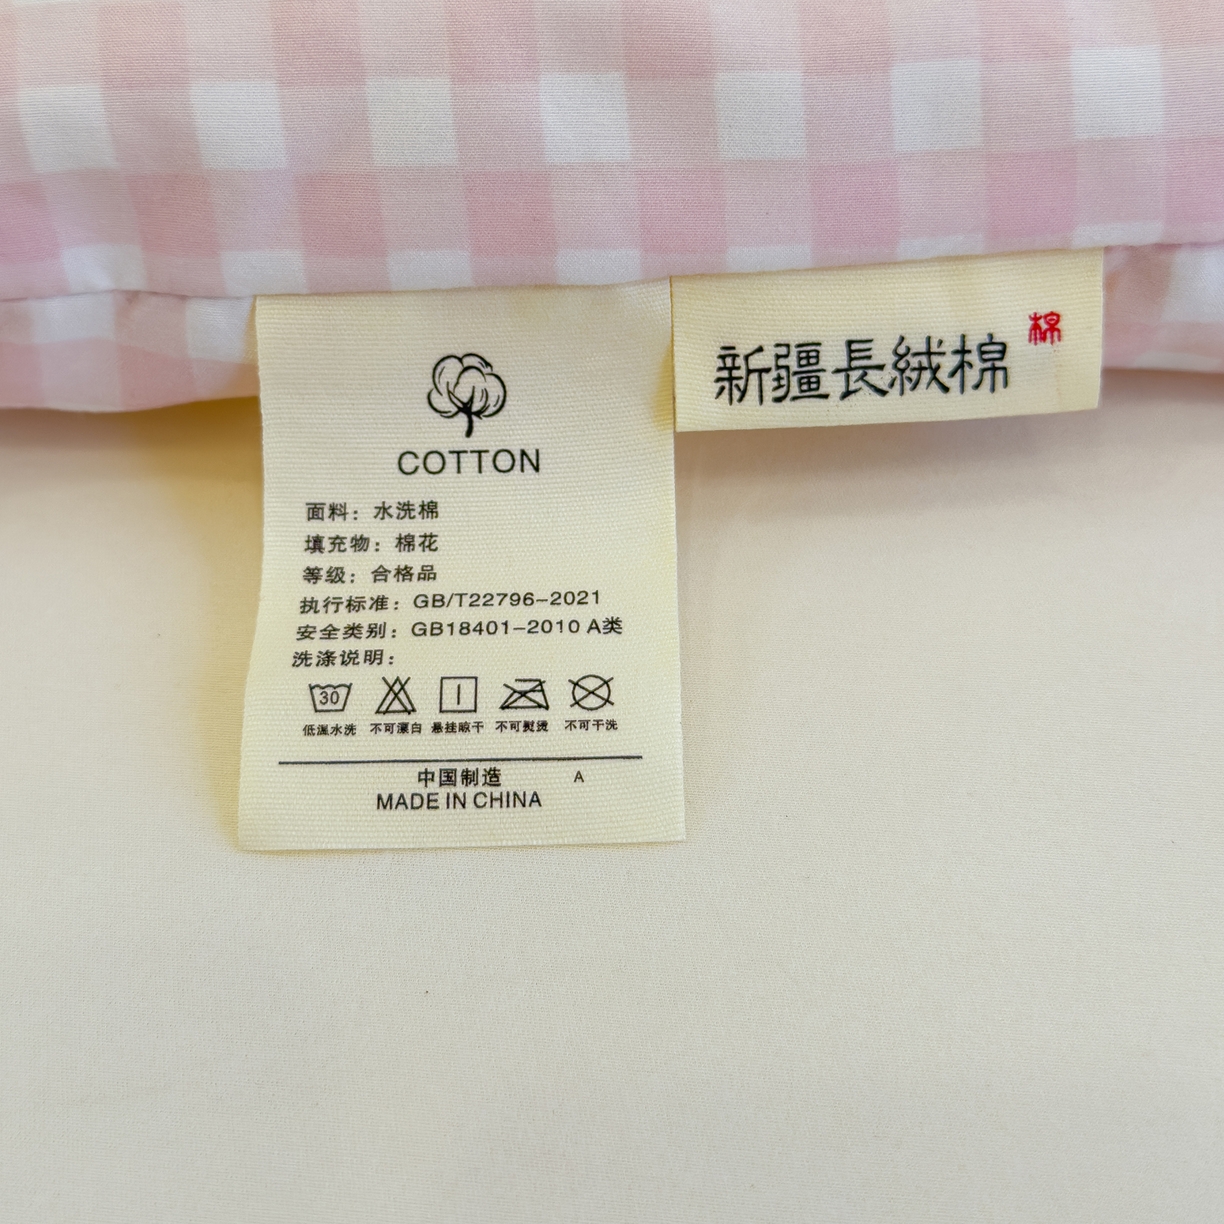 COTTON
面料：水洗棉
填充物：棉花
等级：合格品
执行标准：GB/T22796-2021
安全类别：GB18401-2010 A类
洗涤说明：
30
低温水洗 不可漂白 悬挂晾干 不可熨烫 不可干洗
中国制造 A
MADE IN CHINA
新疆長絨棉
棉